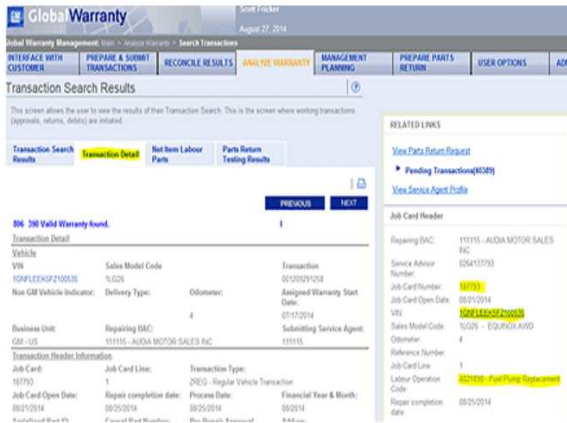 GM GlobalWarranty
Scott Fricker
August 27, 2014
Global Warranty Management: Main > Analyze Warranty > Search Transactions
INTERFACE WITH CUSTOMER
PREPARE & SUBMIT TRANSACTIONS
RECONCILE RESULTS
ANALYZE WARRANTY
MANAGEMENT PLANNING
PREPARE PARTS RETURN
USER OPTIONS
Transaction Search Results
This screen allows the user to view the results of their Transaction Search. This is the screen where working transactions
(approvals, returns, debits) are initiated.
Transaction Search Results
Transaction Detail
Net Item Labour Parts
Parts Return Testing Results
PREVIOUS NEXT
806 390 Valid Warranty found.
Transaction Detail
Vehicle
VIN Sales Model Code Transaction
1LG26
Non GM Vehicle Indicator: Delivery Type: Odometer: Assigned Warranty Start Date:
4 07/17/2014
Business Unit: Repairing BAC: Submitting Service Agent:
GM - US 111115 - AUDIA MOTOR SALES INC 111115
Transaction Header Information
Job Card: Job Card Line: Transaction Type:
187793 1 ZREG - Regular Vehicle Transaction
Job Card Open Date: Repair completion date: Process Date: Financial Year & Month:
08/21/2014 08/25/2014 08/25/2014 08/2014
RELATED LINKS
View Parts Return Request
Pending Transactions(40389)
View Service Agent Profile
Job Card Header
Repairing BAC: 111115 - AUDIA MOTOR SALES INC
Service Advisor Number: 0264137793
Job Card Number: 187793
Job Card Open Date: 08/21/2014
VIN
Sales Model Code 1LG26 - EQUINOX AWD
Odometer: 4
Reference Number:
Job Card Line 1
Labour Operation Code: 4021890 - Fuel Pump Replacement
Repair completion date 08/25/2014